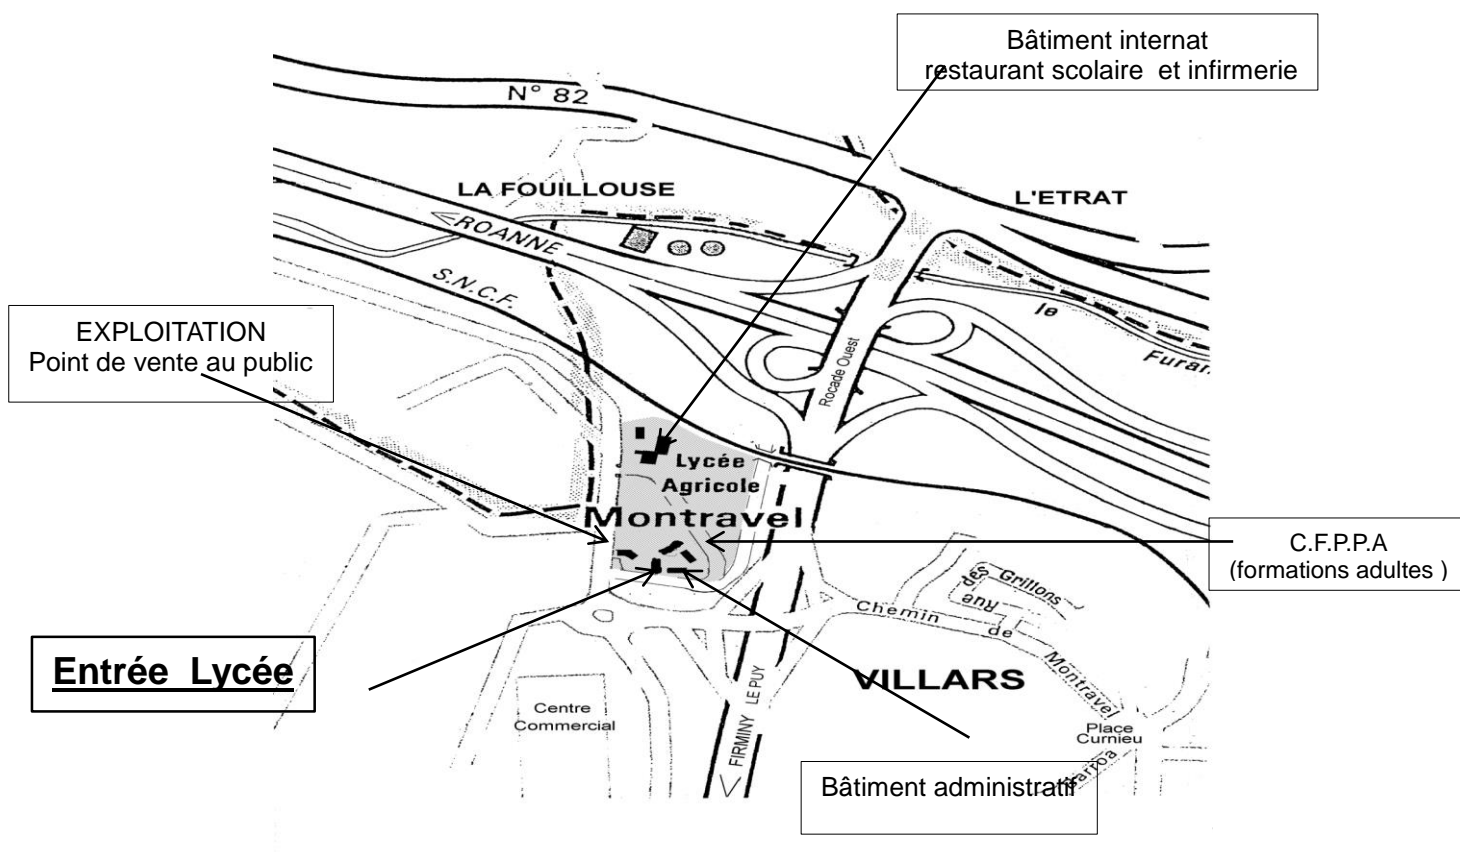 Bâtiment internat
restaurant scolaire et infirmerie
N° 82
LA FOUILLOUSE
L'ETRAT
<ROANNE
S.N.C.F.
le
Furan
EXPLOITATION
Point de vente au public
Rocade Ouest
Lycée
Agricole
Montravel
C.F.P.P.A
(formations adultes )
Rue
des Grillons
Chemin de Montravel
Entrée Lycée
VILLARS
Centre
Commercial
< FIRMINY LE PUY
Place
Curnieu
Bâtiment administratif